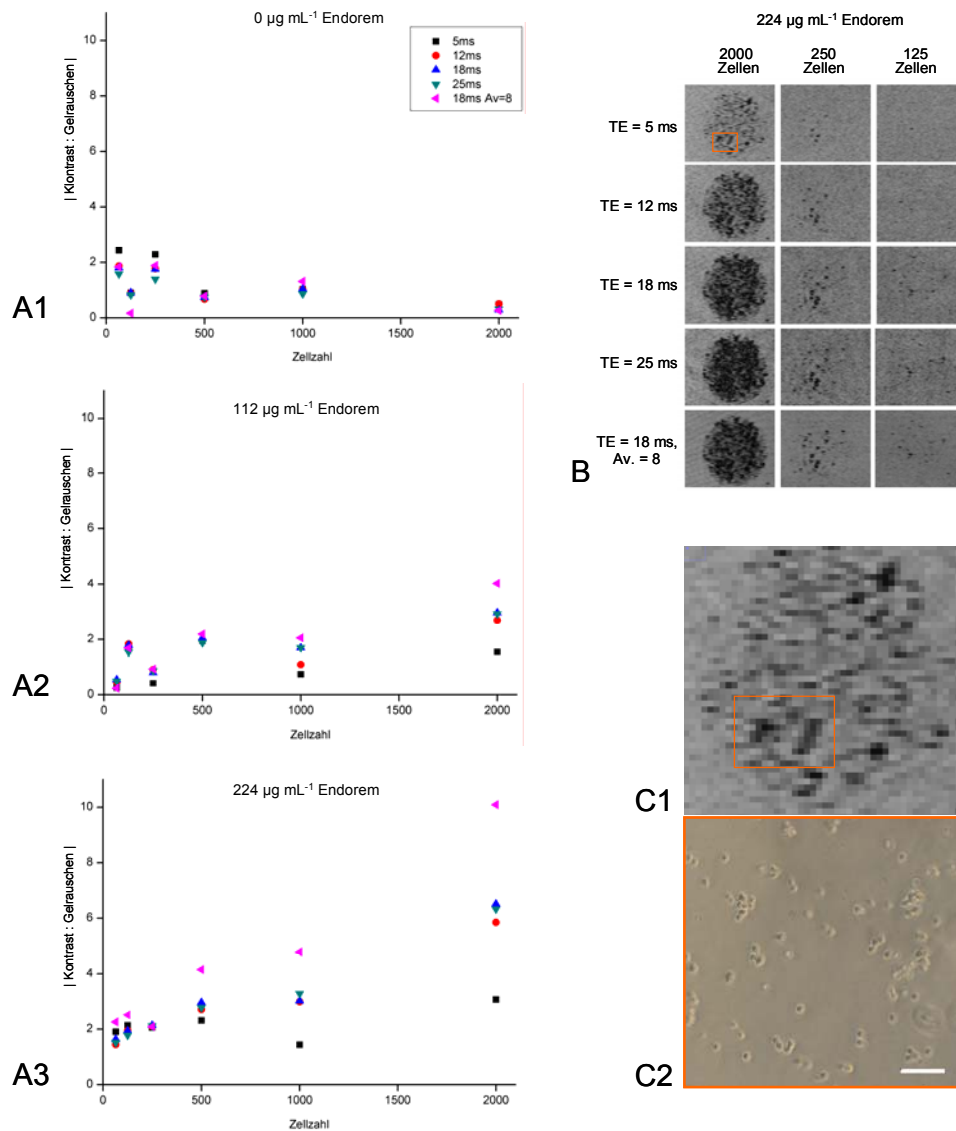 0 µg mL-1 Endorem
10
8
6
4
2
0
| Klontrast : Gelrauschen |
5ms
12ms
18ms
25ms
18ms Av=8
0
500
1000
1500
2000
Zellzahl
A1
112 µg mL-1 Endorem
10
8
6
4
2
0
| Kontrast : Gelrauschen |
0
500
1000
1500
2000
Zellzahl
A2
224 µg mL-1 Endorem
10
8
6
4
2
0
| Kontrast : Gelrauschen |
0
500
1000
1500
2000
Zellzahl
A3
224 µg mL-1 Endorem
2000
Zellen
250
Zellen
125
Zellen
TE = 5 ms
TE = 12 ms
TE = 18 ms
TE = 25 ms
TE = 18 ms,
Av. = 8
B
C1
C2